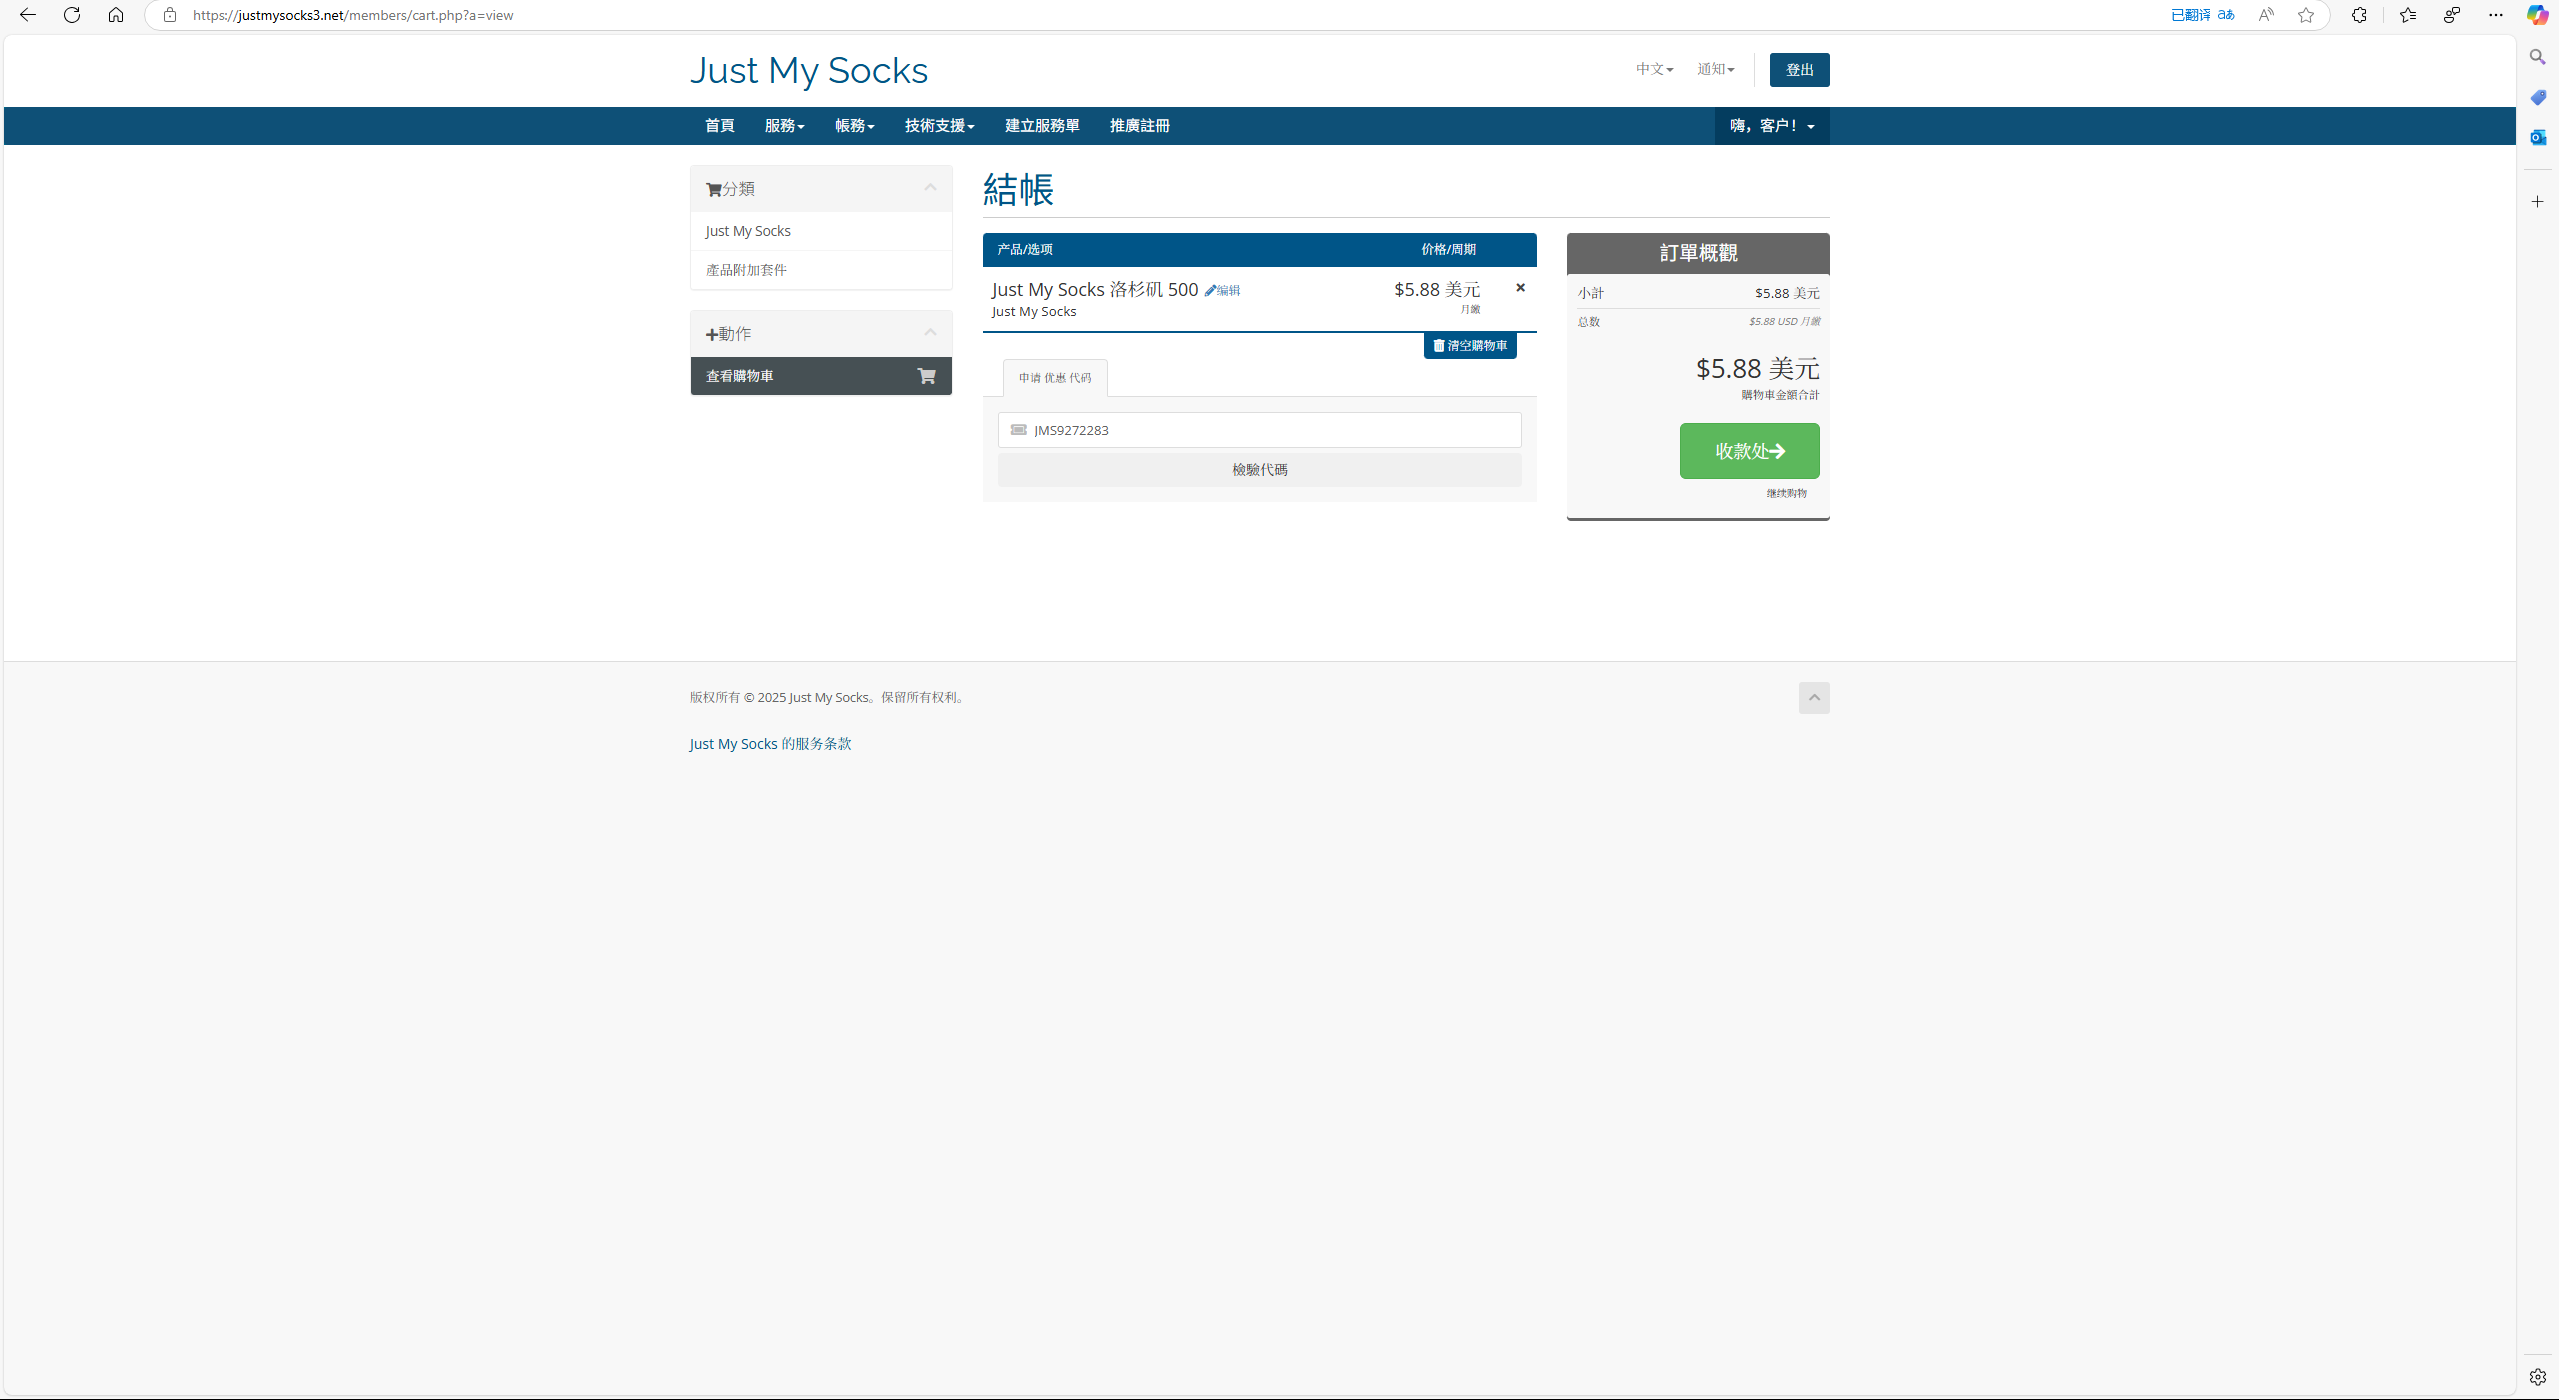 https://justmysocks3.net/members/cart.php?a=view
已翻译
Just My Socks
中文
通知
登出
首頁
服務
帳務
技術支援
建立服務單
推廣註冊
嗨，客户！
分類
Just My Socks
產品附加套件
動作
查看購物車
結帳
产品/选项
价格/周期
Just My Socks 洛杉矶 500 编辑
$5.88 美元
Just My Socks
月繳
清空購物車
申请 优惠 代码
JMS9272283
檢驗代碼
訂單概觀
小計
$5.88 美元
总数
$5.88 USD 月繳
$5.88 美元
購物車金額合計
收款处
继续购物
版权所有 © 2025 Just My Socks。保留所有权利。
Just My Socks 的服务条款